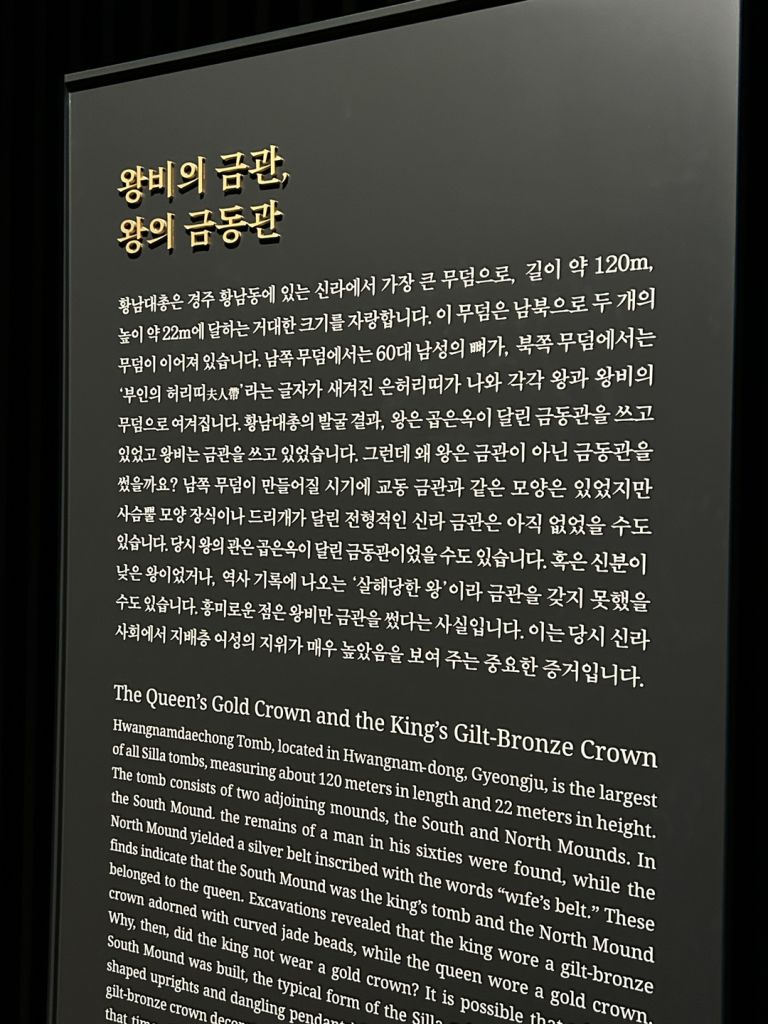 왕비의 금관,
왕의 금동관
황남대총은 경주 황남동에 있는 신라에서 가장 큰 무덤으로, 길이 약 120m,
높이 약 22m에 달하는 거대한 크기를 자랑합니다. 이 무덤은 남북으로 두 개의
무덤이 이어져 있습니다. 남쪽 무덤에서는 60대 남성의 뼈가, 북쪽 무덤에서는
‘부인의 허리띠夫人帶’라는 글자가 새겨진 은허리띠가 나와 각각 왕과 왕비의
무덤으로 여겨집니다. 황남대총의 발굴 결과, 왕은 곱은옥이 달린 금동관을 쓰고
있었고 왕비는 금관을 쓰고 있었습니다. 그런데 왜 왕은 금관이 아닌 금동관을
썼을까요? 남쪽 무덤이 만들어질 시기에 교동 금관과 같은 모양은 있었지만
사슴뿔 모양 장식이나 드리개가 달린 전형적인 신라 금관은 아직 없었을 수도
있습니다. 당시 왕의 관은 곱은옥이 달린 금동관이었을 수도 있습니다. 혹은 신분이
낮은 왕이었거나, 역사 기록에 나오는 ‘살해당한 왕’이라 금관을 갖지 못했을
수도 있습니다. 흥미로운 점은 왕비만 금관을 썼다는 사실입니다. 이는 당시 신라
사회에서 지배층 여성의 지위가 매우 높았음을 보여 주는 중요한 증거입니다.
The Queen’s Gold Crown and the King’s Gilt-Bronze Crown
Hwangnamdaechong Tomb, located in Hwangnam-dong, Gyeongju, is the largest
of all Silla tombs, measuring about 120 meters in length and 22 meters in height.
The tomb consists of two adjoining mounds, the South and North Mounds. In
the South Mound. the remains of a man in his sixties were found, while the
North Mound yielded a silver belt inscribed with the words “wife’s belt.” These
finds indicate that the South Mound was the king’s tomb and the North Mound
belonged to the queen. Excavations revealed that the king wore a gilt-bronze
crown adorned with curved jade beads, while the queen wore a gold crown.
Why, then, did the king not wear a gold crown? It is possible that
South Mound was built, the typical form of the Silla
shaped uprights and dangling pendant
gilt-bronze crown
that